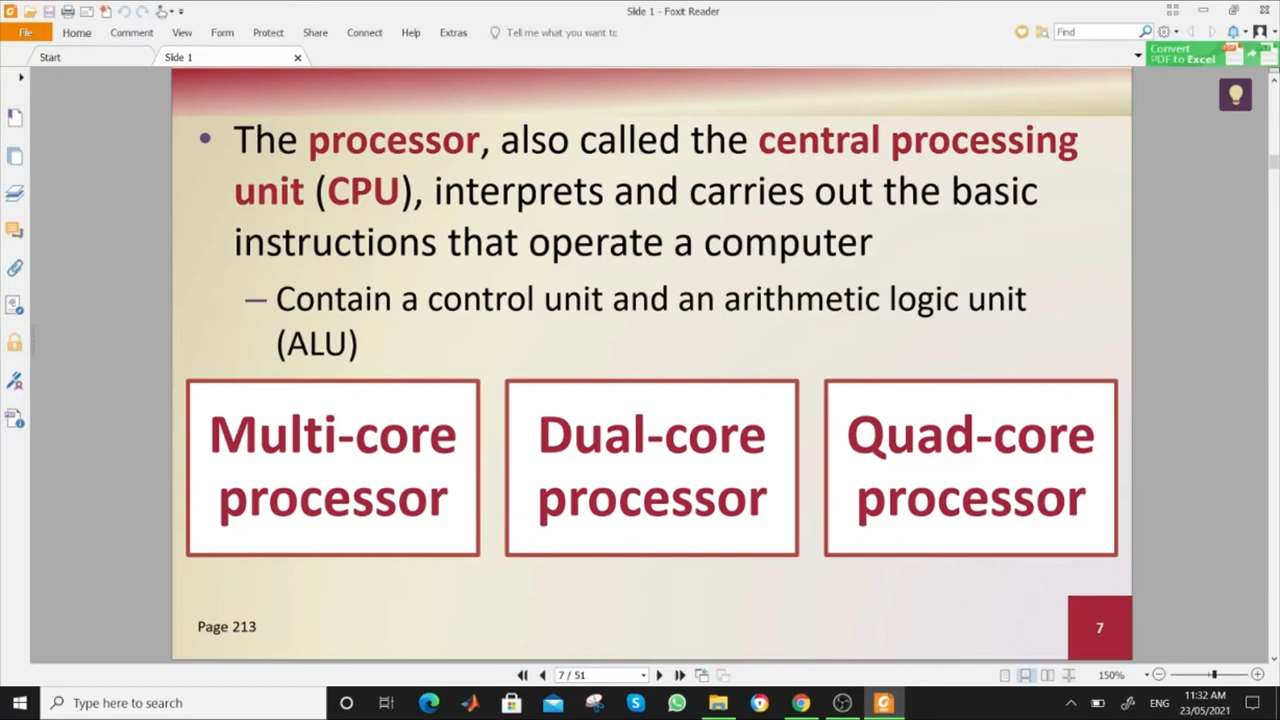 Slide 1 - Foxit Reader
File Home Comment View Form Protect Share Connect Help Extras Tell me what you want to Find
Start Slide 1 Convert
PDF to Excel
• The processor, also called the central processing
unit (CPU), interprets and carries out the basic
instructions that operate a computer
– Contain a control unit and an arithmetic logic unit
(ALU)
Multi-core Dual-core Quad-core
processor processor processor
Page 213 7
7 / 51 150%
Type here to search ENG 11:32 AM
23/05/2021